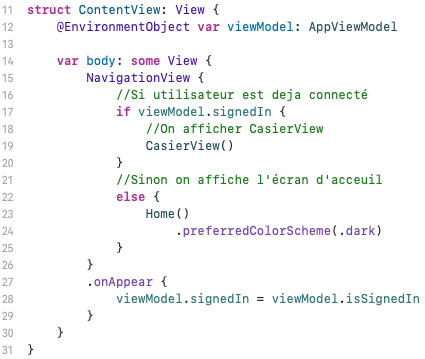 11 struct ContentView: View {
12     @EnvironmentObject var viewModel: AppViewModel
13
14     var body: some View {
15         NavigationView {
16             //Si utilisateur est deja connecté
17             if viewModel.signedIn {
18                 //On afficher CasierView
19                 CasierView()
20             }
21             //Sinon on affiche l'écran d'acceuil
22             else {
23                 Home()
24                     .preferredColorScheme(.dark)
25             }
26         }
27         .onAppear {
28             viewModel.signedIn = viewModel.isSignedIn
29         }
30     }
31 }